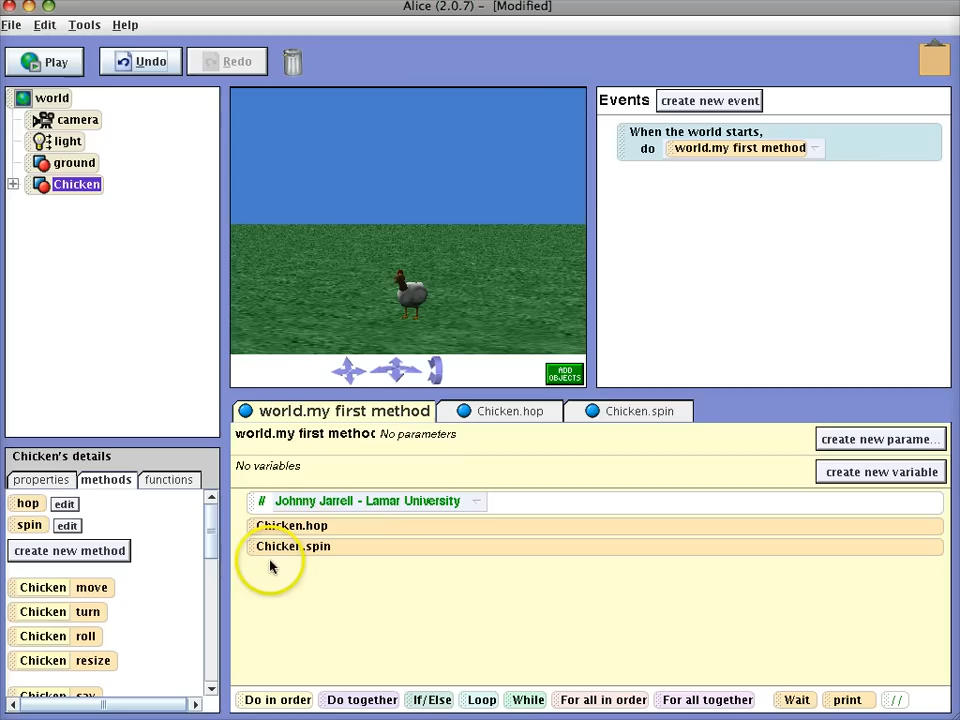 Alice (2.0.7) - [Modified]
File Edit Tools Help
Play Undo Redo
world
camera
light
ground
Chicken
ADD
OBJECTS
Events create new event
When the world starts,
do world.my first method
Chicken's details
properties methods functions
hop edit
spin edit
create new method
Chicken move
Chicken turn
Chicken roll
Chicken resize
Chicken say
world.my first method Chicken.hop Chicken.spin
world.my first method No parameters create new parame...
No variables create new variable
// Johnny Jarrell - Lamar University
Chicken.hop
Chicken.spin
Do in order Do together If/Else Loop While For all in order For all together Wait print //